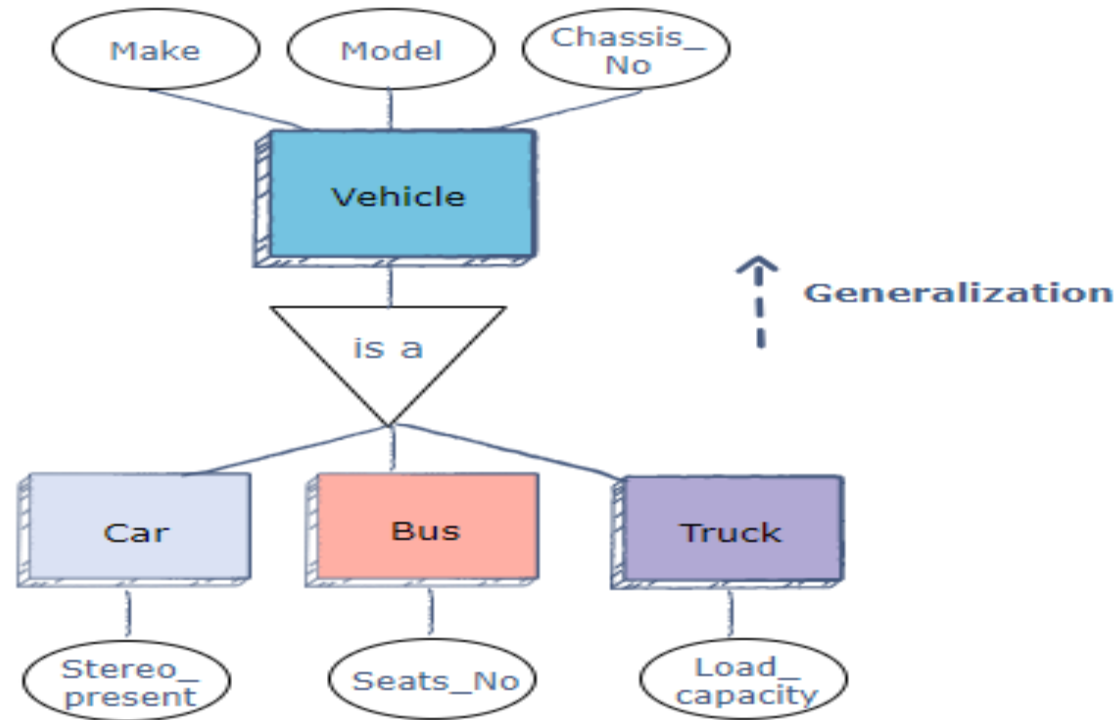 Make
Model
Chassis_
No
Vehicle
Generalization
is a
Car
Bus
Truck
Stereo_
present
Seats_No
Load_
capacity